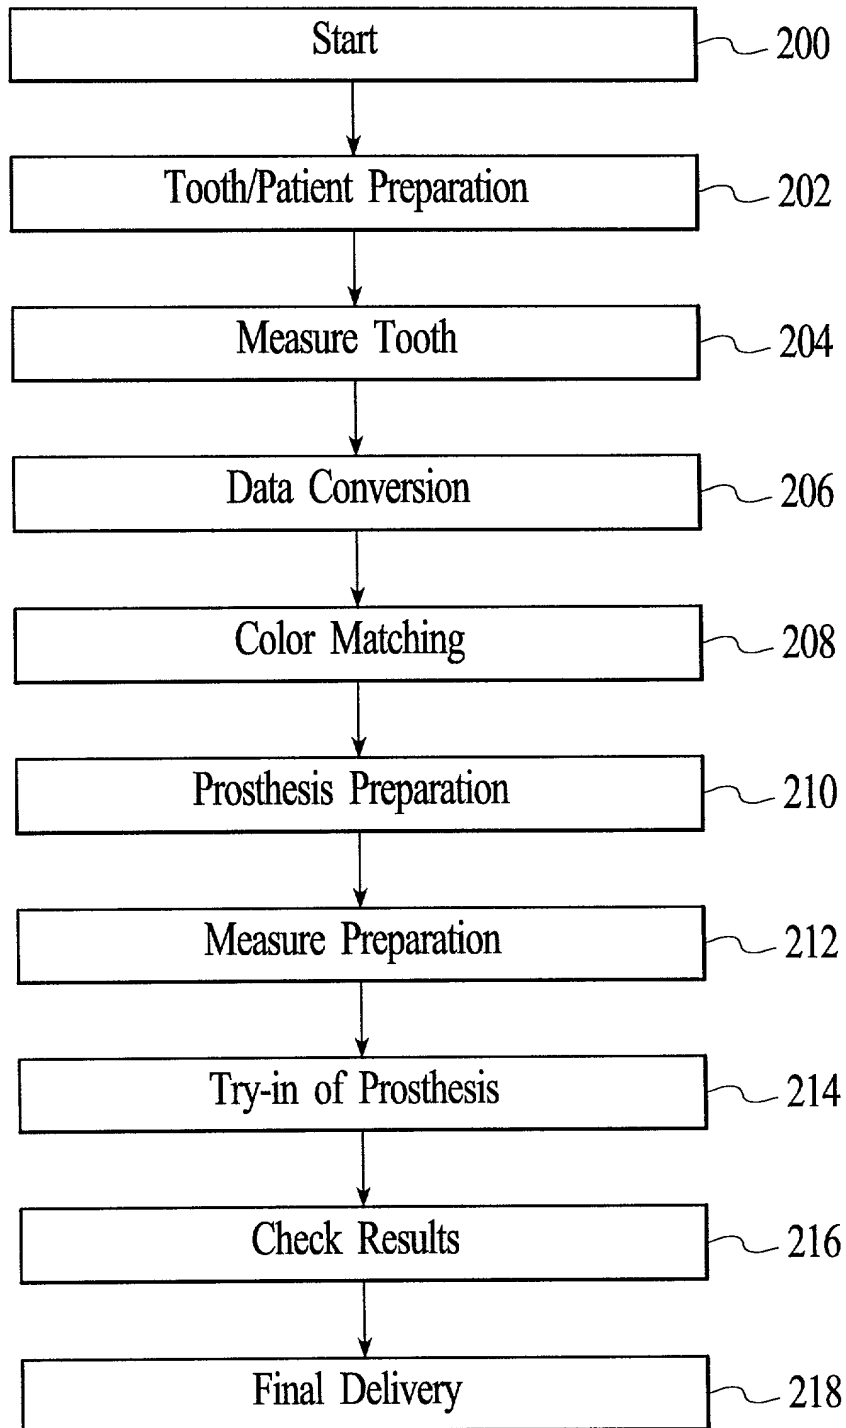 Start 200
Tooth/Patient Preparation 202
Measure Tooth 204
Data Conversion 206
Color Matching 208
Prosthesis Preparation 210
Measure Preparation 212
Try-in of Prosthesis 214
Check Results 216
Final Delivery 218